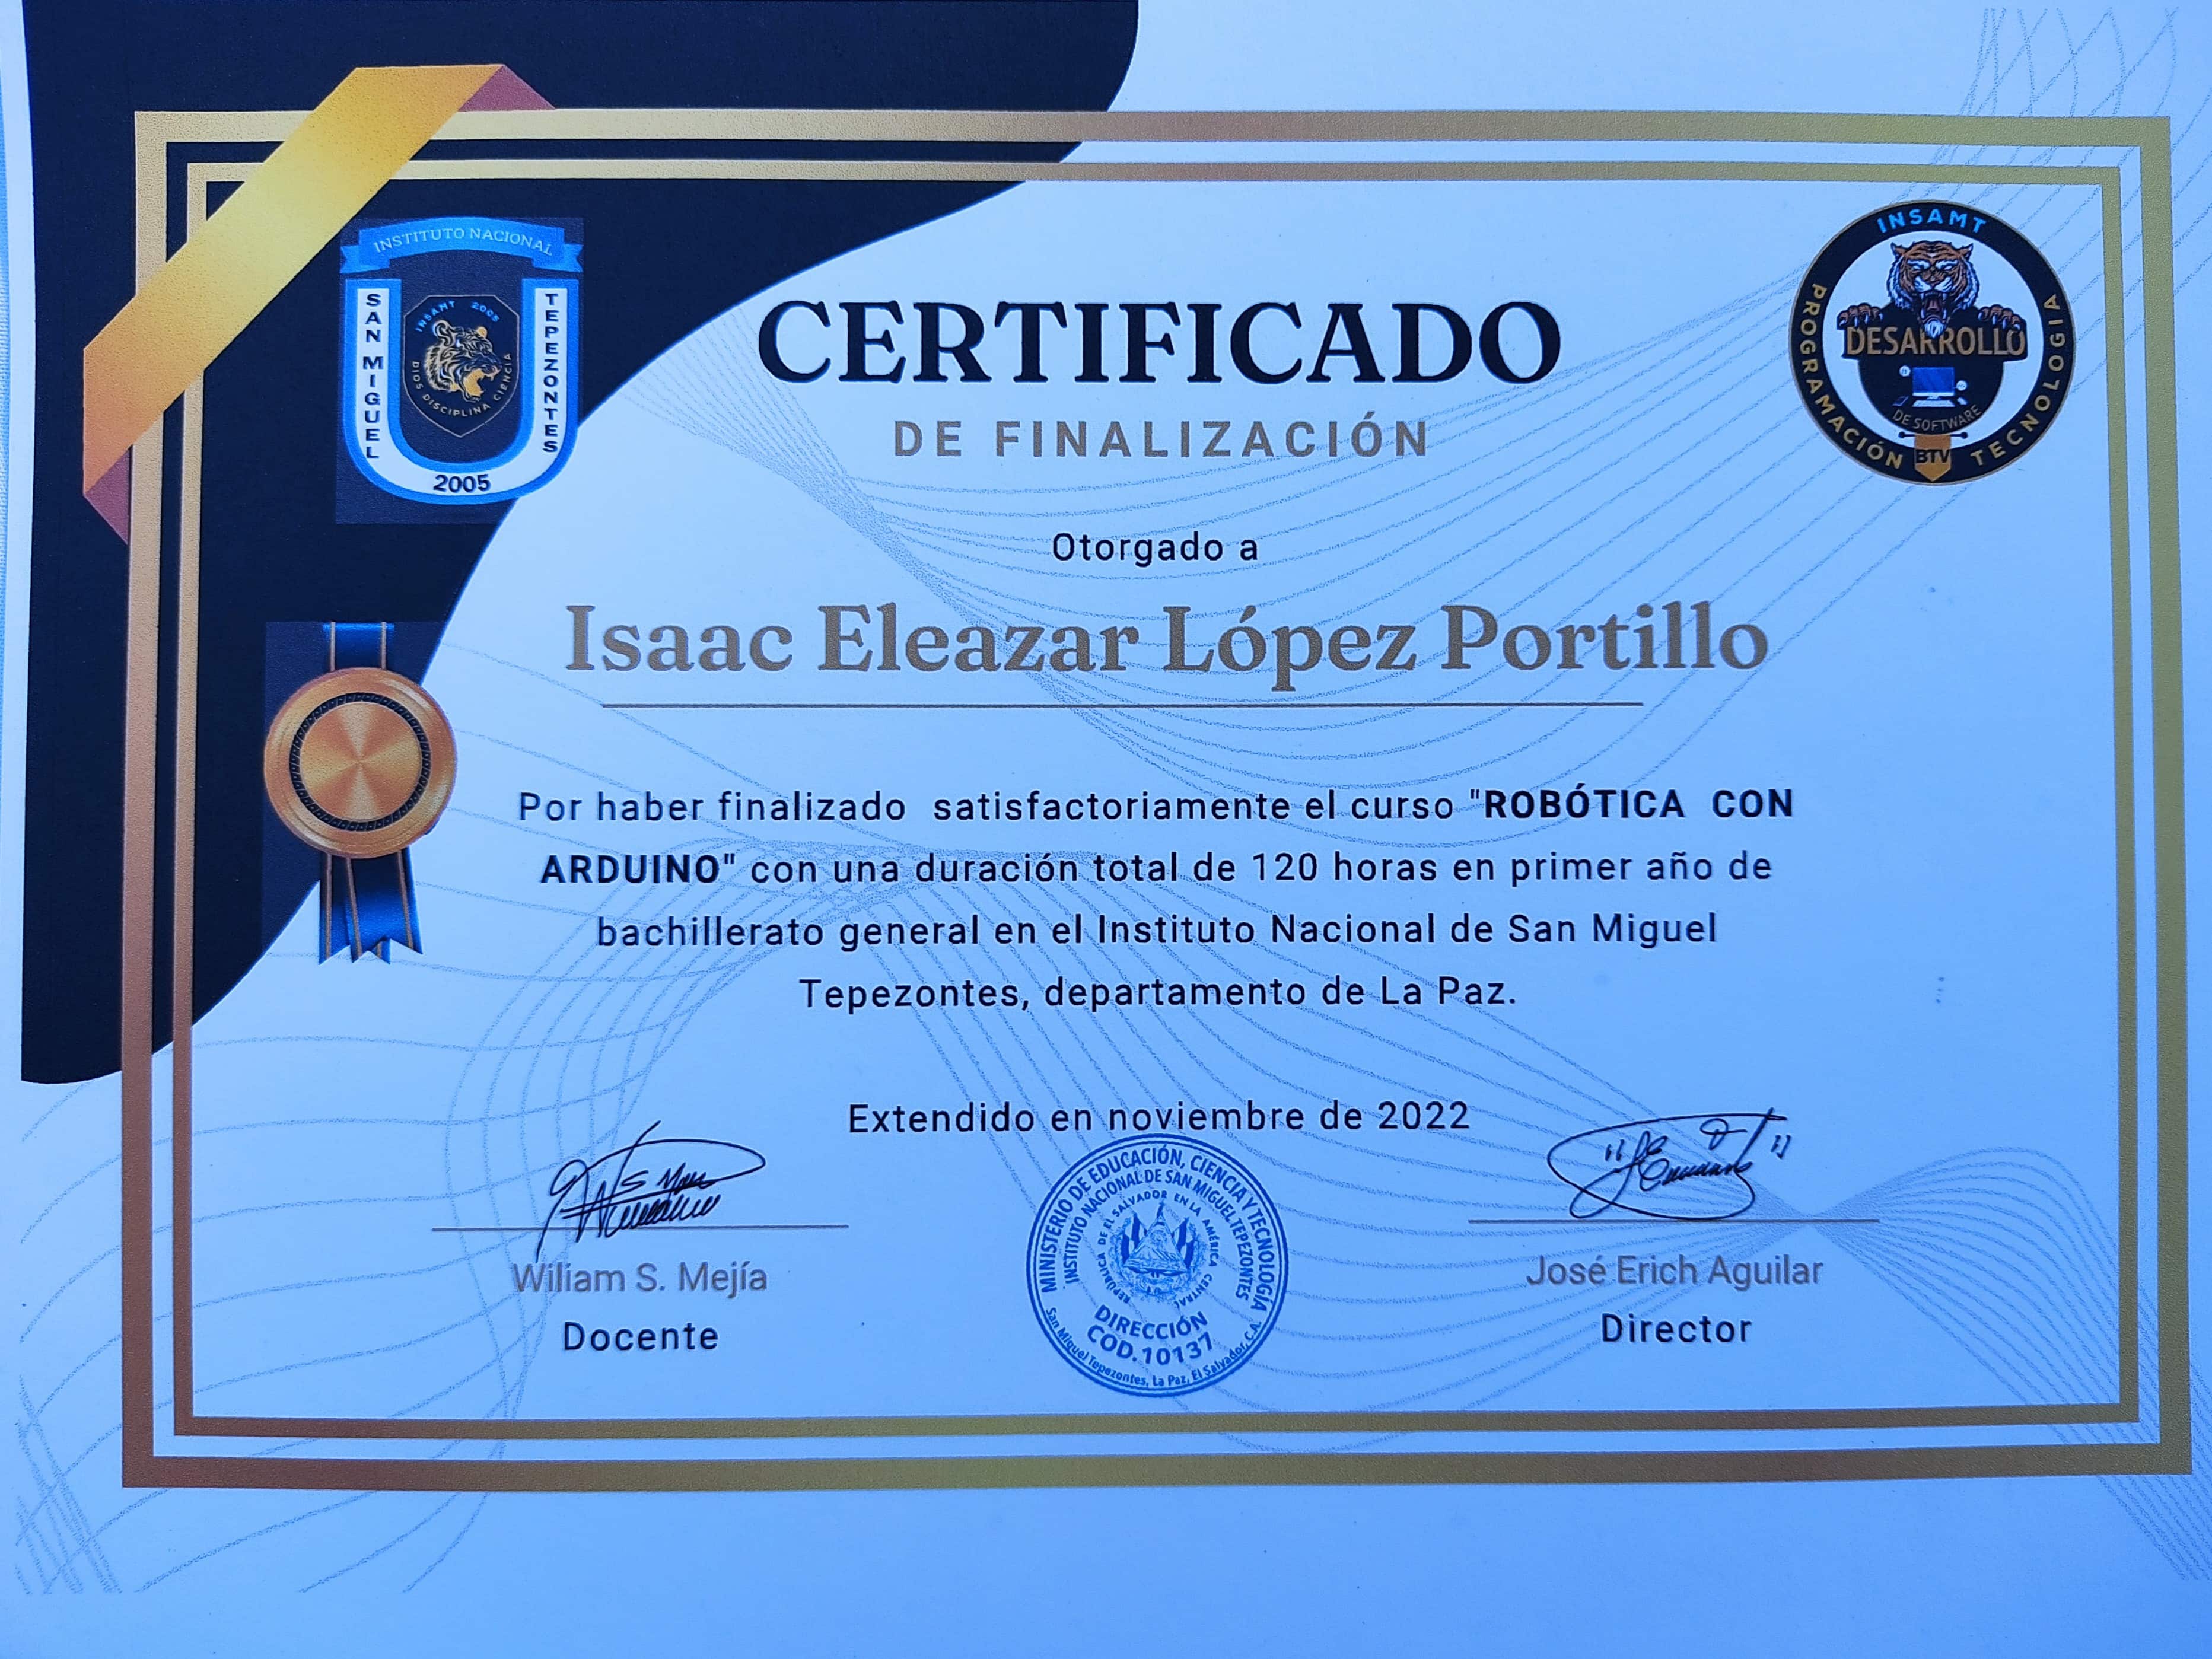 INSTITUTO NACIONAL
SAN MIGUEL
TEPEZONTES
INSAMT 2005
DIOS DISCIPLINA CIENCIA
2005
INSAMT
PROGRAMACIÓN
TECNOLOGIA
DESARROLLO
DE SOFTWARE
BTV
CERTIFICADO
DE FINALIZACIÓN
Otorgado a
Isaac Eleazar López Portillo
Por haber finalizado satisfactoriamente el curso "ROBÓTICA CON
ARDUINO" con una duración total de 120 horas en primer año de
bachillerato general en el Instituto Nacional de San Miguel
Tepezontes, departamento de La Paz.
Extendido en noviembre de 2022
Wiliam S. Mejía
Docente
MINISTERIO DE EDUCACIÓN, CIENCIA Y TECNOLOGÍA
INSTITUTO NACIONAL DE SAN MIGUEL TEPEZONTES
REPÚBLICA DE EL SALVADOR EN LA AMÉRICA CENTRAL
DIRECCIÓN
COD. 10137
San Miguel Tepezontes, La Paz, El Salvador, C.A.
José Erich Aguilar
Director